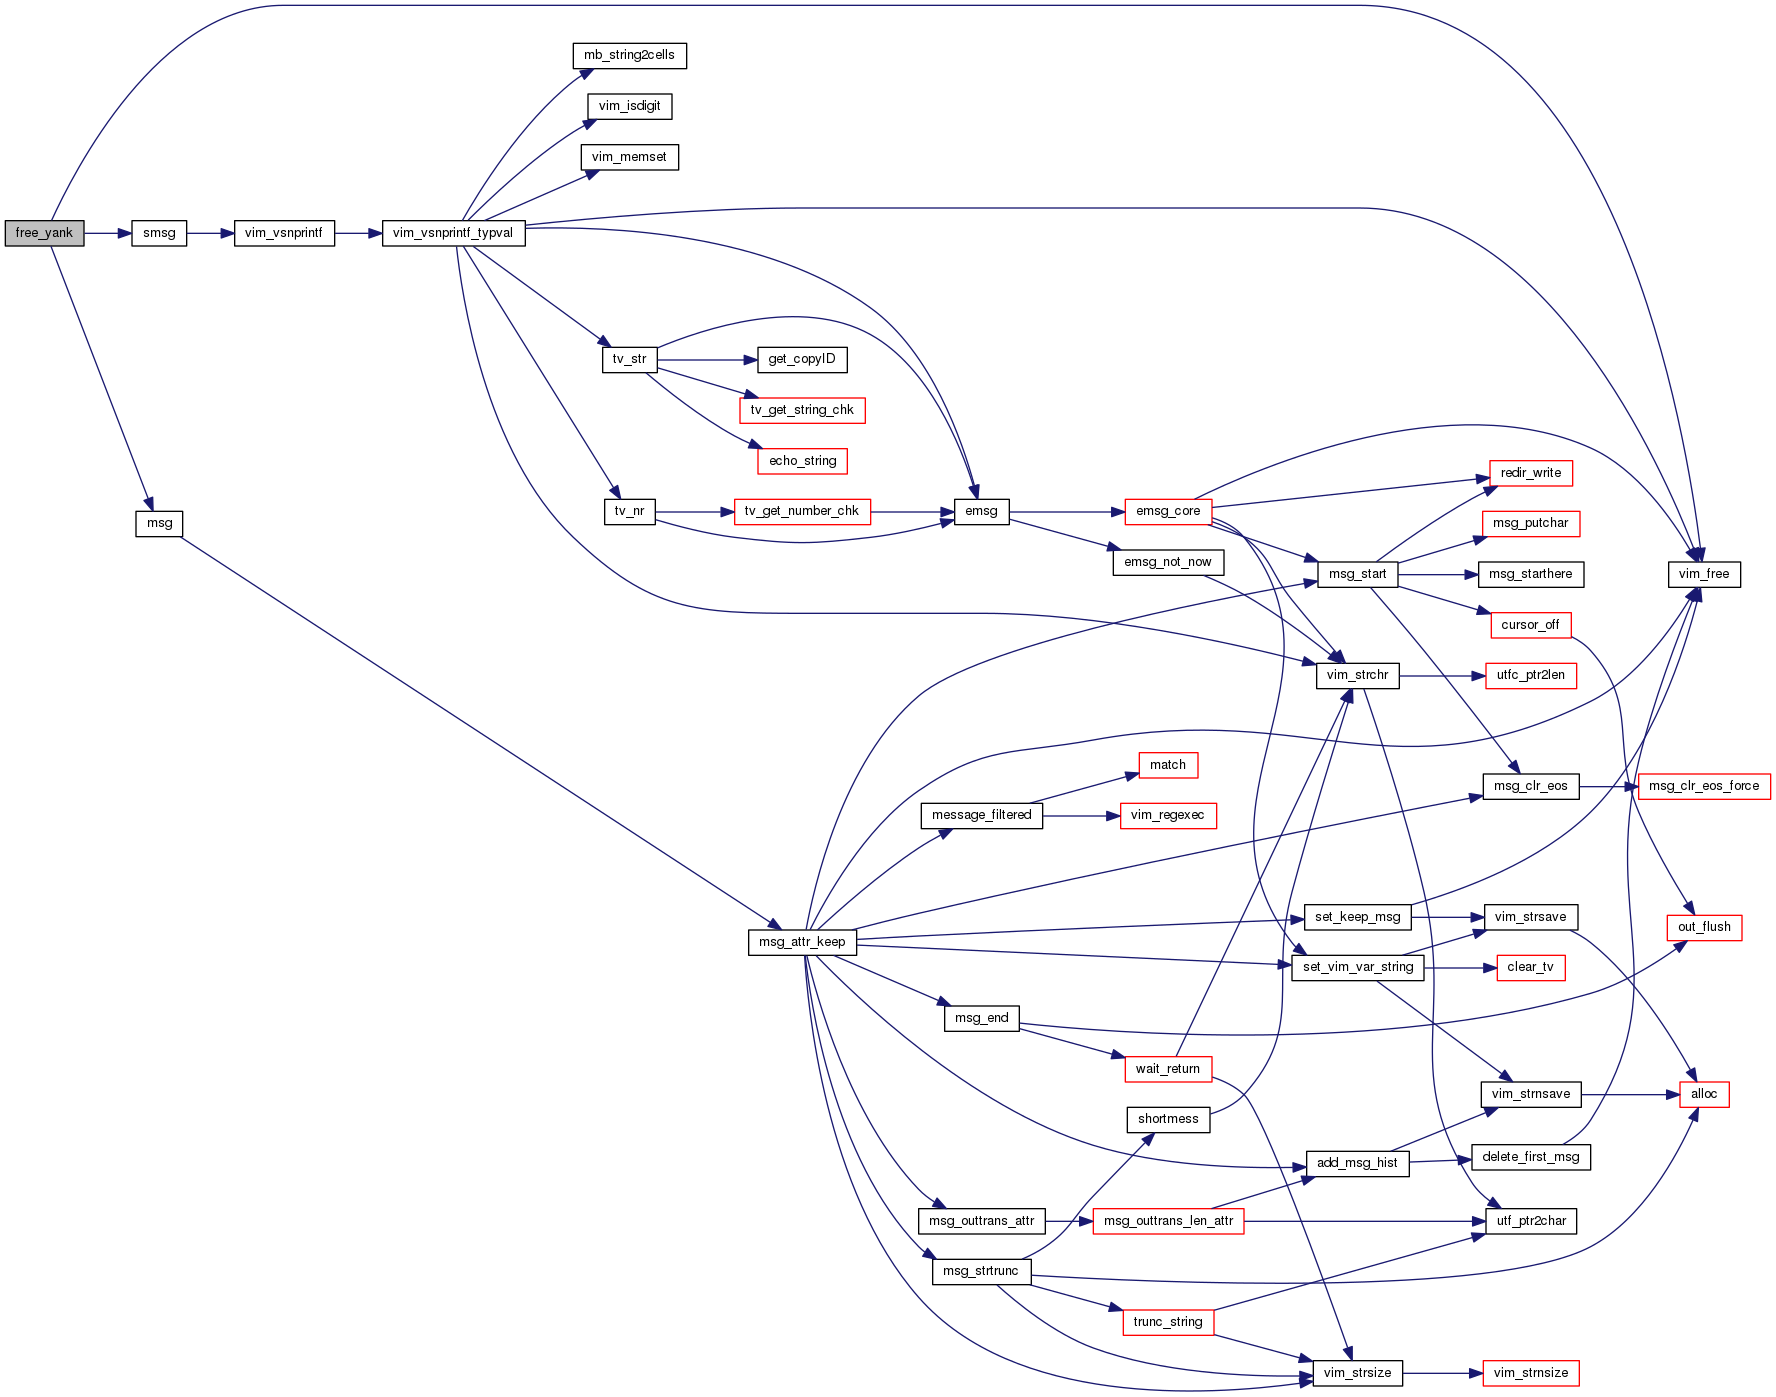 mb_string2cells
vim_isdigit
vim_memset
free_yank
smsg
vim_vsnprintf
vim_vsnprintf_typval
tv_str
get_copyID
tv_get_string_chk
echo_string
redir_write
tv_nr
tv_get_number_chk
emsg
emsg_core
msg
msg_putchar
emsg_not_now
msg_start
msg_starthere
vim_free
cursor_off
vim_strchr
utfc_ptr2len
match
msg_clr_eos
msg_clr_eos_force
message_filtered
vim_regexec
set_keep_msg
vim_strsave
out_flush
msg_attr_keep
set_vim_var_string
clear_tv
msg_end
wait_return
vim_strnsave
alloc
shortmess
delete_first_msg
add_msg_hist
msg_outtrans_attr
msg_outtrans_len_attr
utf_ptr2char
msg_strtrunc
trunc_string
vim_strsize
vim_strnsize